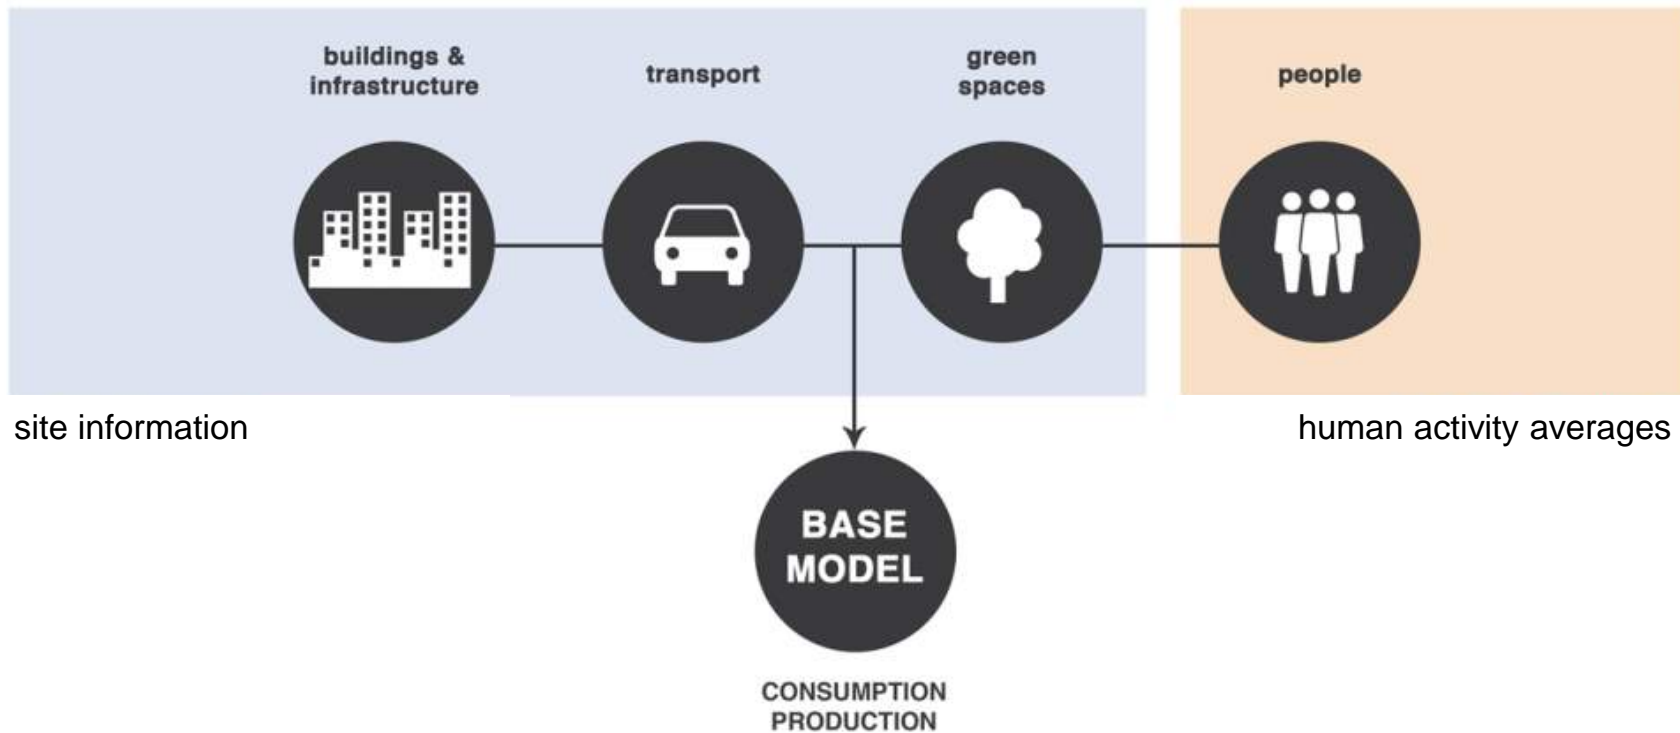 buildings &
infrastructure
transport
green
spaces
people
site information
human activity averages
BASE
MODEL
CONSUMPTION
PRODUCTION